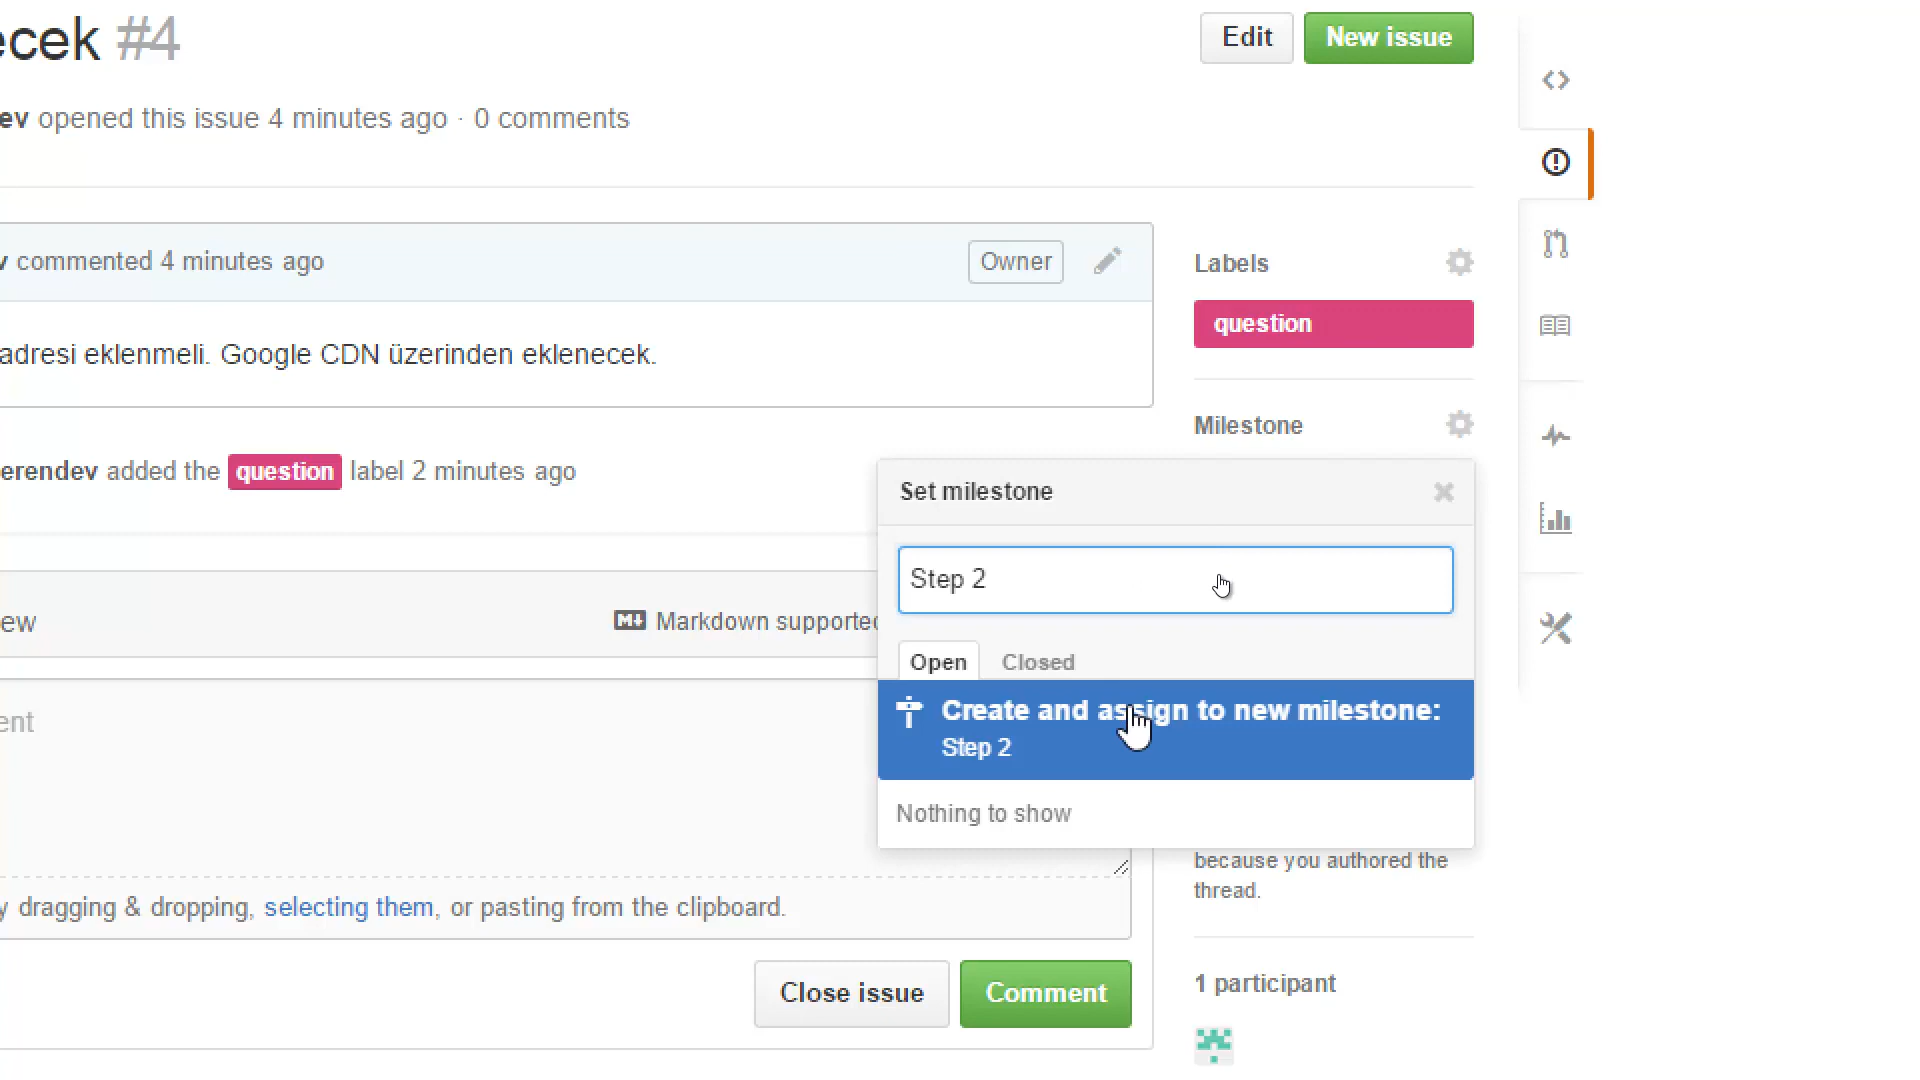 ecek #4
Edit
New issue
ev opened this issue 4 minutes ago · 0 comments
v commented 4 minutes ago
Owner
adresi eklenmeli. Google CDN üzerinden eklenecek.
erendev added the question label 2 minutes ago
Labels
question
Milestone
Set milestone
Step 2
Open
Closed
Create and assign to new milestone:
Step 2
Nothing to show
ew
M↓ Markdown supported
ent
y dragging & dropping, selecting them, or pasting from the clipboard.
Close issue
Comment
because you authored the
thread.
1 participant